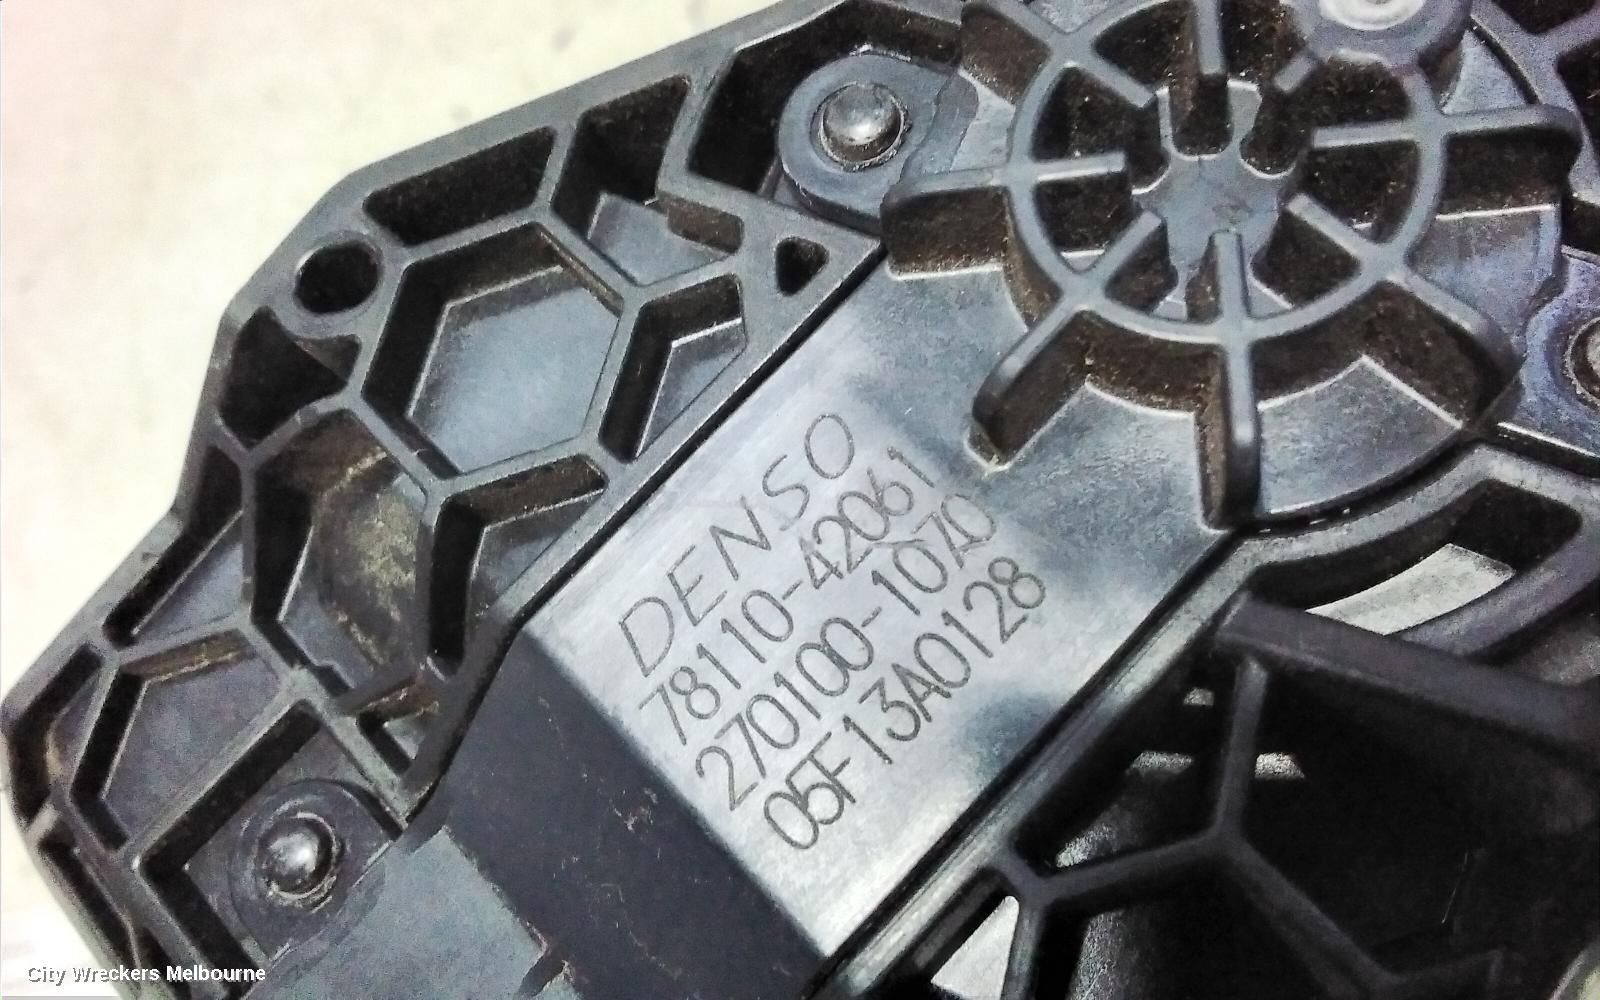 DENSO
78110-42061
270100-1070
05F13A0128
City Wreckers Melbourne